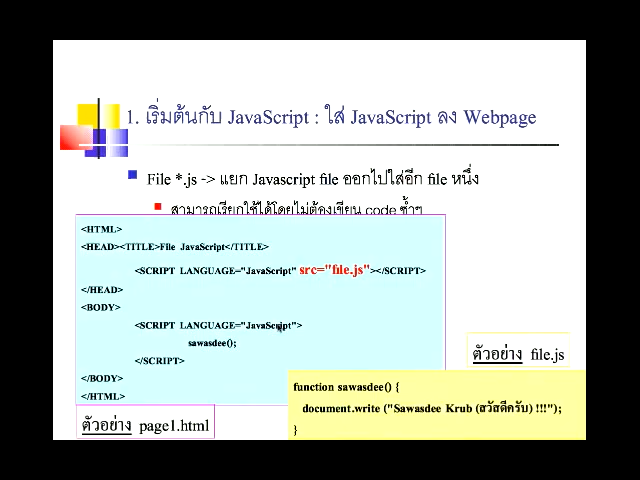 1. เริ่มต้นกับ JavaScript : ใส่ JavaScript ลง Webpage
File *.js -> แยก Javascript file ออกไปใส่อีก file หนึ่ง
สามารถเรียกใช้ได้โดยไม่ต้องเขียน code ซ้ำๆ
<HTML>
<HEAD><TITLE>File JavaScript</TITLE>
<SCRIPT LANGUAGE="JavaScript" src="file.js"></SCRIPT>
</HEAD>
<BODY>
<SCRIPT LANGUAGE="JavaScript">
sawasdee();
</SCRIPT>
</BODY>
</HTML>
ตัวอย่าง page1.html
ตัวอย่าง file.js
function sawasdee() {
document.write ("Sawasdee Krub (สวัสดีครับ) !!!");
}